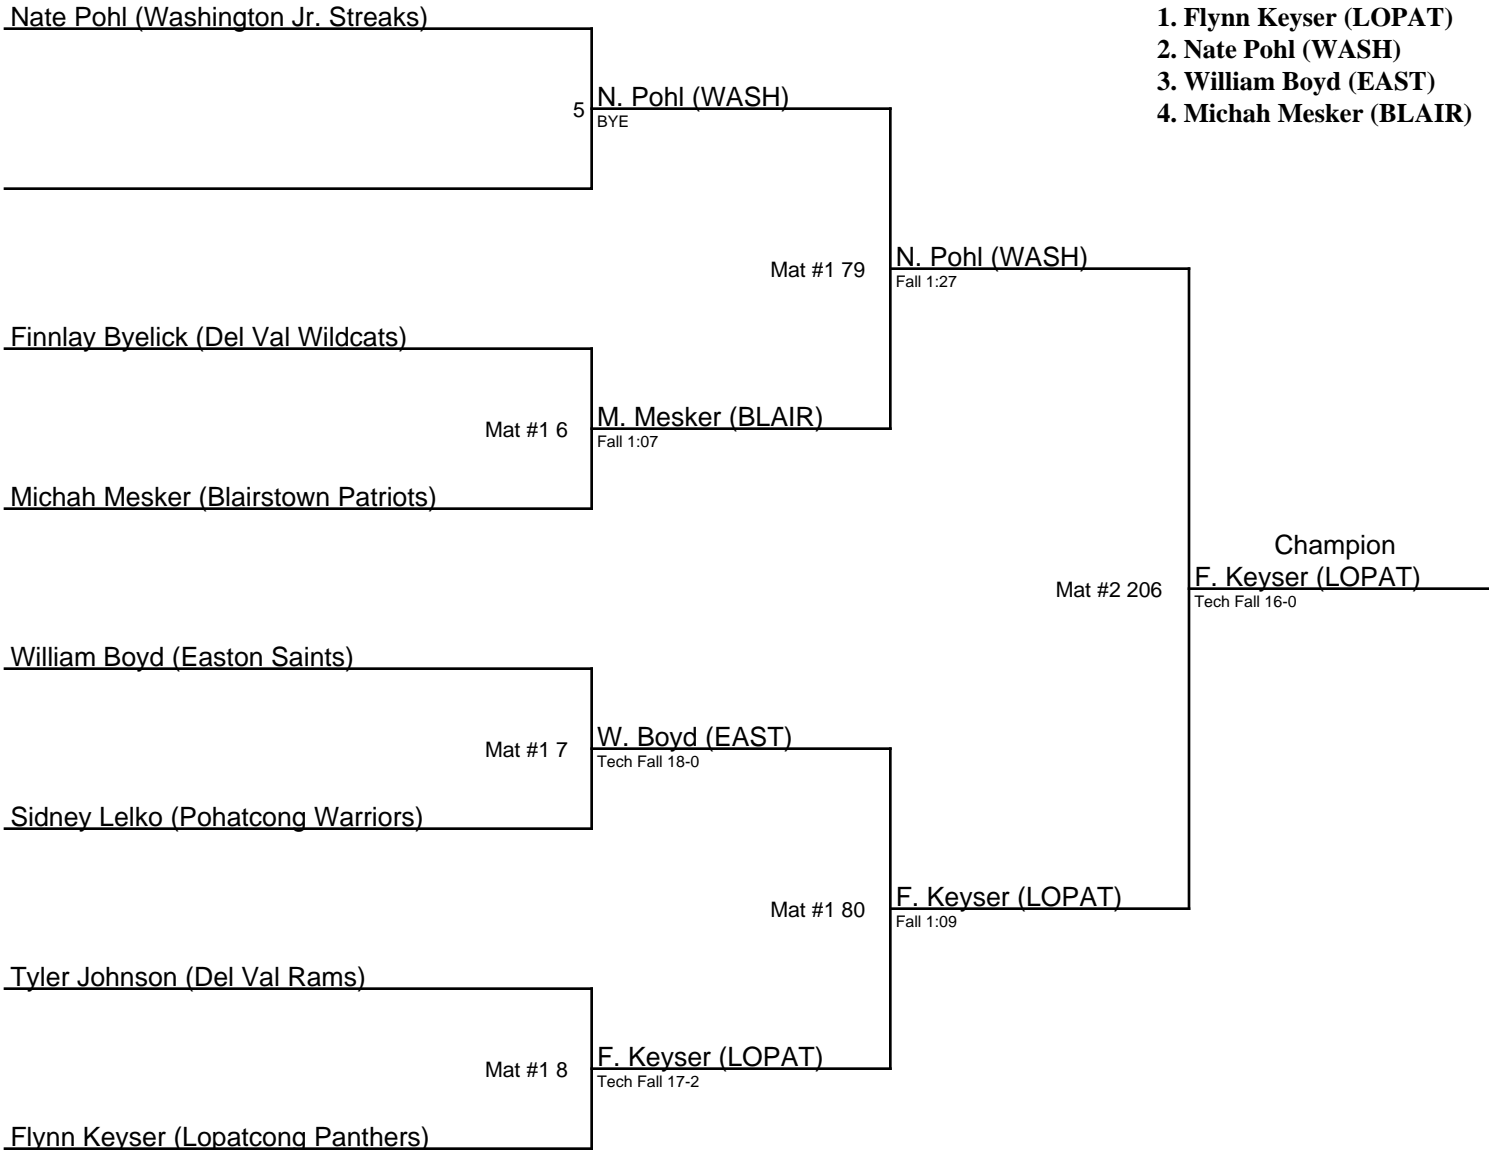 Nate Pohl (Washington Jr. Streaks)
1. Flynn Keyser (LOPAT)
2. Nate Pohl (WASH)
3. William Boyd (EAST)
4. Michah Mesker (BLAIR)
5
N. Pohl (WASH)
BYE
Mat #1 79
N. Pohl (WASH)
Fall 1:27
Finnlay Byelick (Del Val Wildcats)
Mat #1 6
M. Mesker (BLAIR)
Fall 1:07
Michah Mesker (Blairstown Patriots)
Champion
Mat #2 206
F. Keyser (LOPAT)
Tech Fall 16-0
William Boyd (Easton Saints)
Mat #1 7
W. Boyd (EAST)
Tech Fall 18-0
Sidney Lelko (Pohatcong Warriors)
Mat #1 80
F. Keyser (LOPAT)
Fall 1:09
Tyler Johnson (Del Val Rams)
Mat #1 8
F. Keyser (LOPAT)
Tech Fall 17-2
Flynn Keyser (Lopatcong Panthers)